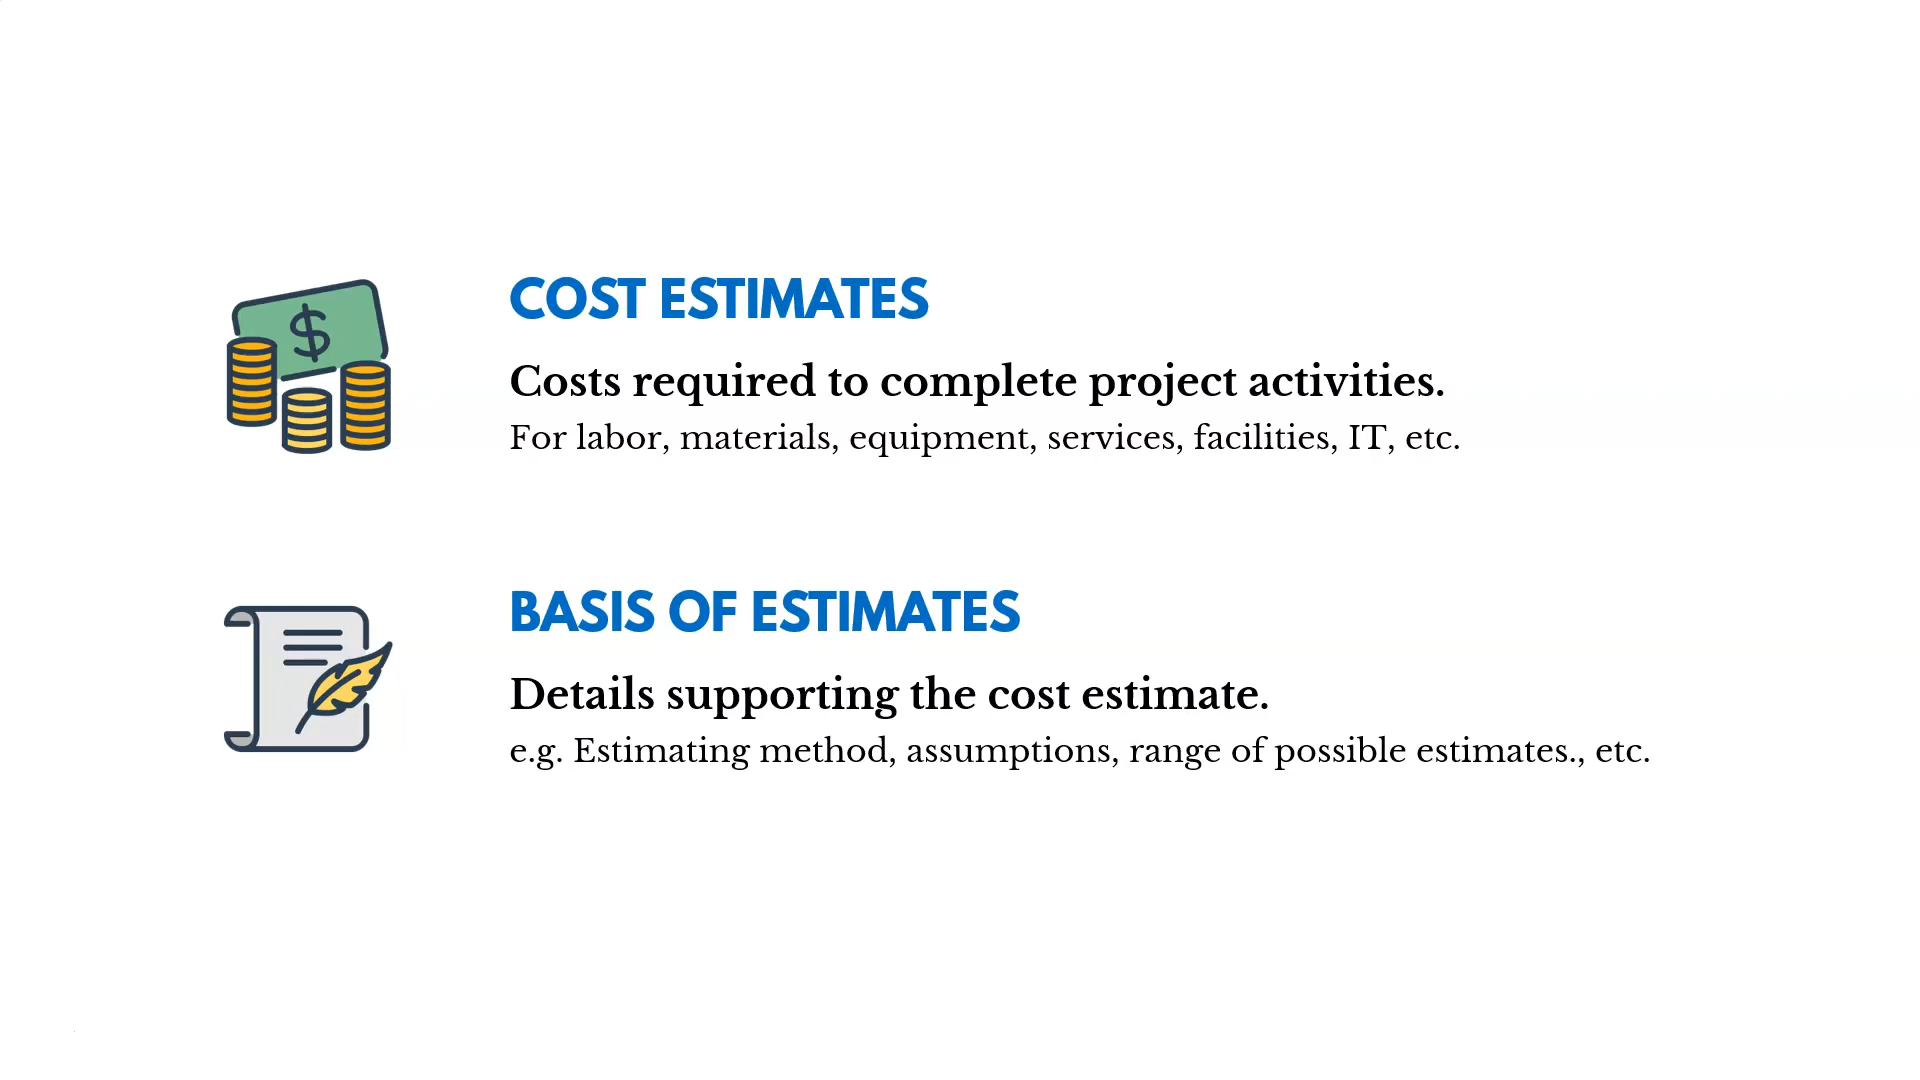 COST ESTIMATES
Costs required to complete project activities.
For labor, materials, equipment, services, facilities, IT, etc.
BASIS OF ESTIMATES
Details supporting the cost estimate.
e.g. Estimating method, assumptions, range of possible estimates., etc.